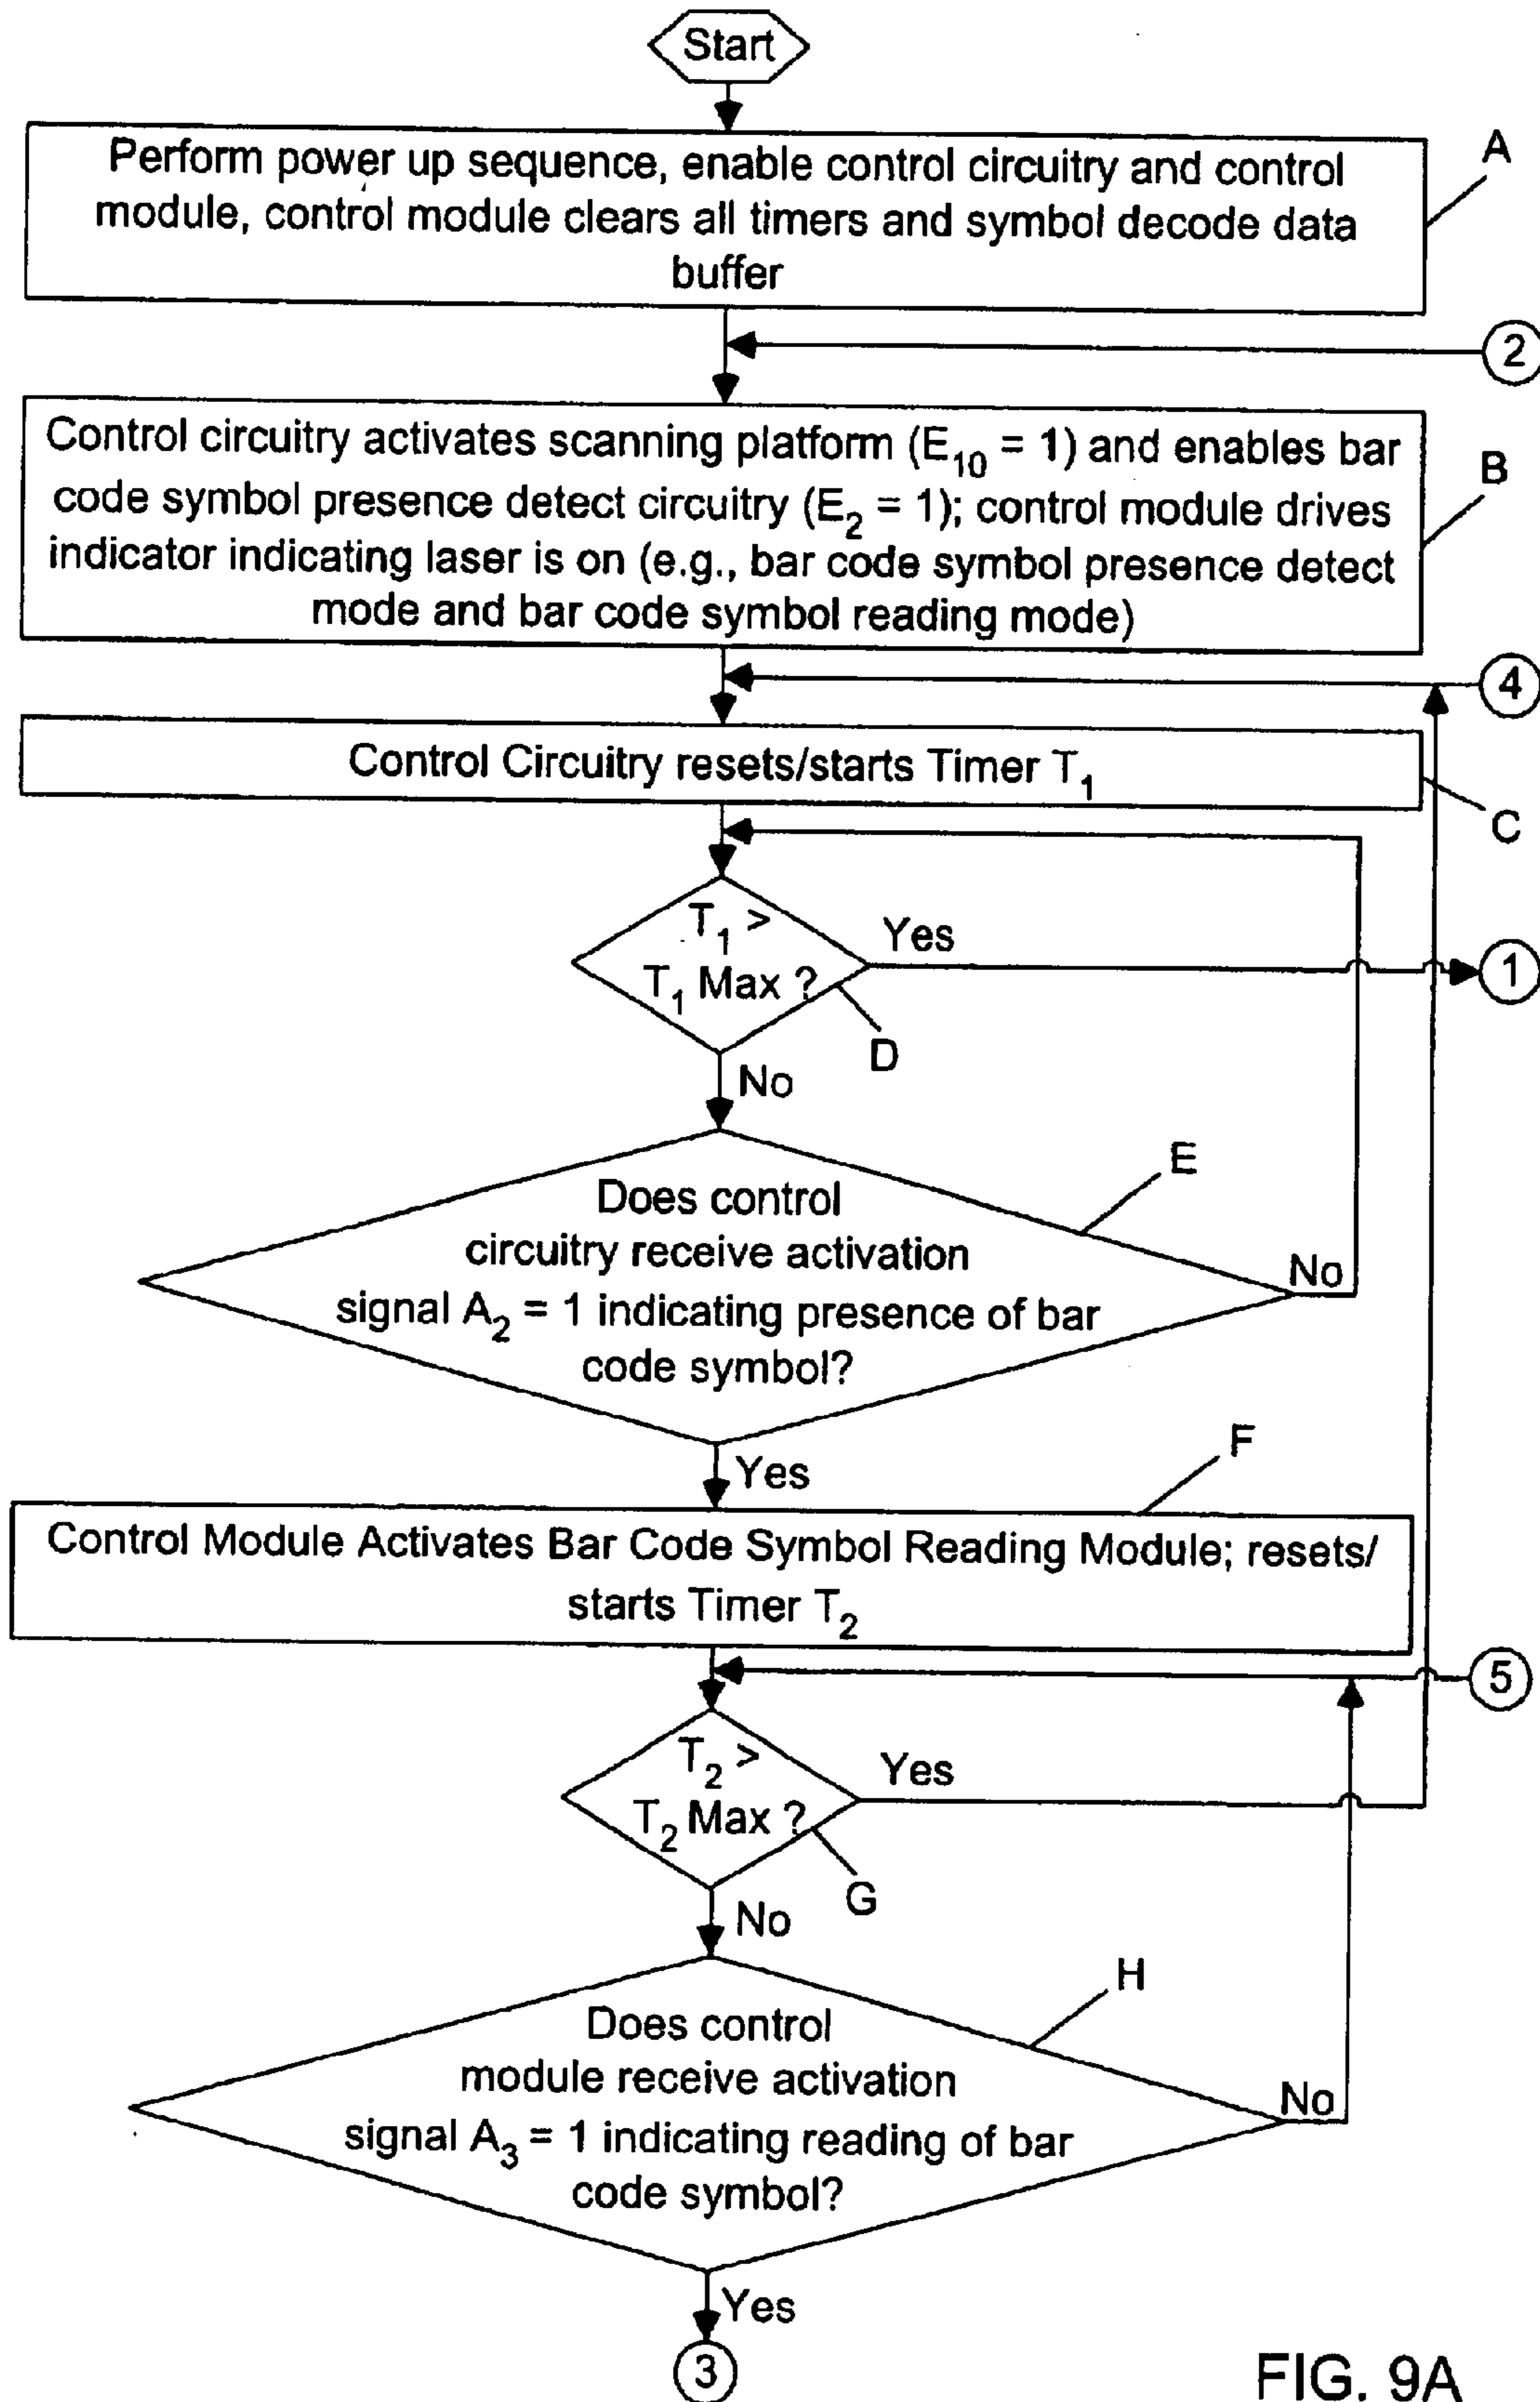 Start
Perform power up sequence, enable control circuitry and control
module, control module clears all timers and symbol decode data
buffer
A
2
Control circuitry activates scanning platform (E₁₀ = 1) and enables bar
code symbol presence detect circuitry (E₂ = 1); control module drives
indicator indicating laser is on (e.g., bar code symbol presence detect
mode and bar code symbol reading mode)
B
4
Control Circuitry resets/starts Timer T₁
C
T₁ >
T₁ Max ?
Yes
1
D
No
E
Does control
circuitry receive activation
signal A₂ = 1 indicating presence of bar
code symbol?
No
Yes
F
Control Module Activates Bar Code Symbol Reading Module; resets/
starts Timer T₂
5
T₂ >
T₂ Max ?
Yes
G
No
H
Does control
module receive activation
signal A₃ = 1 indicating reading of bar
code symbol?
No
Yes
3
FIG. 9A